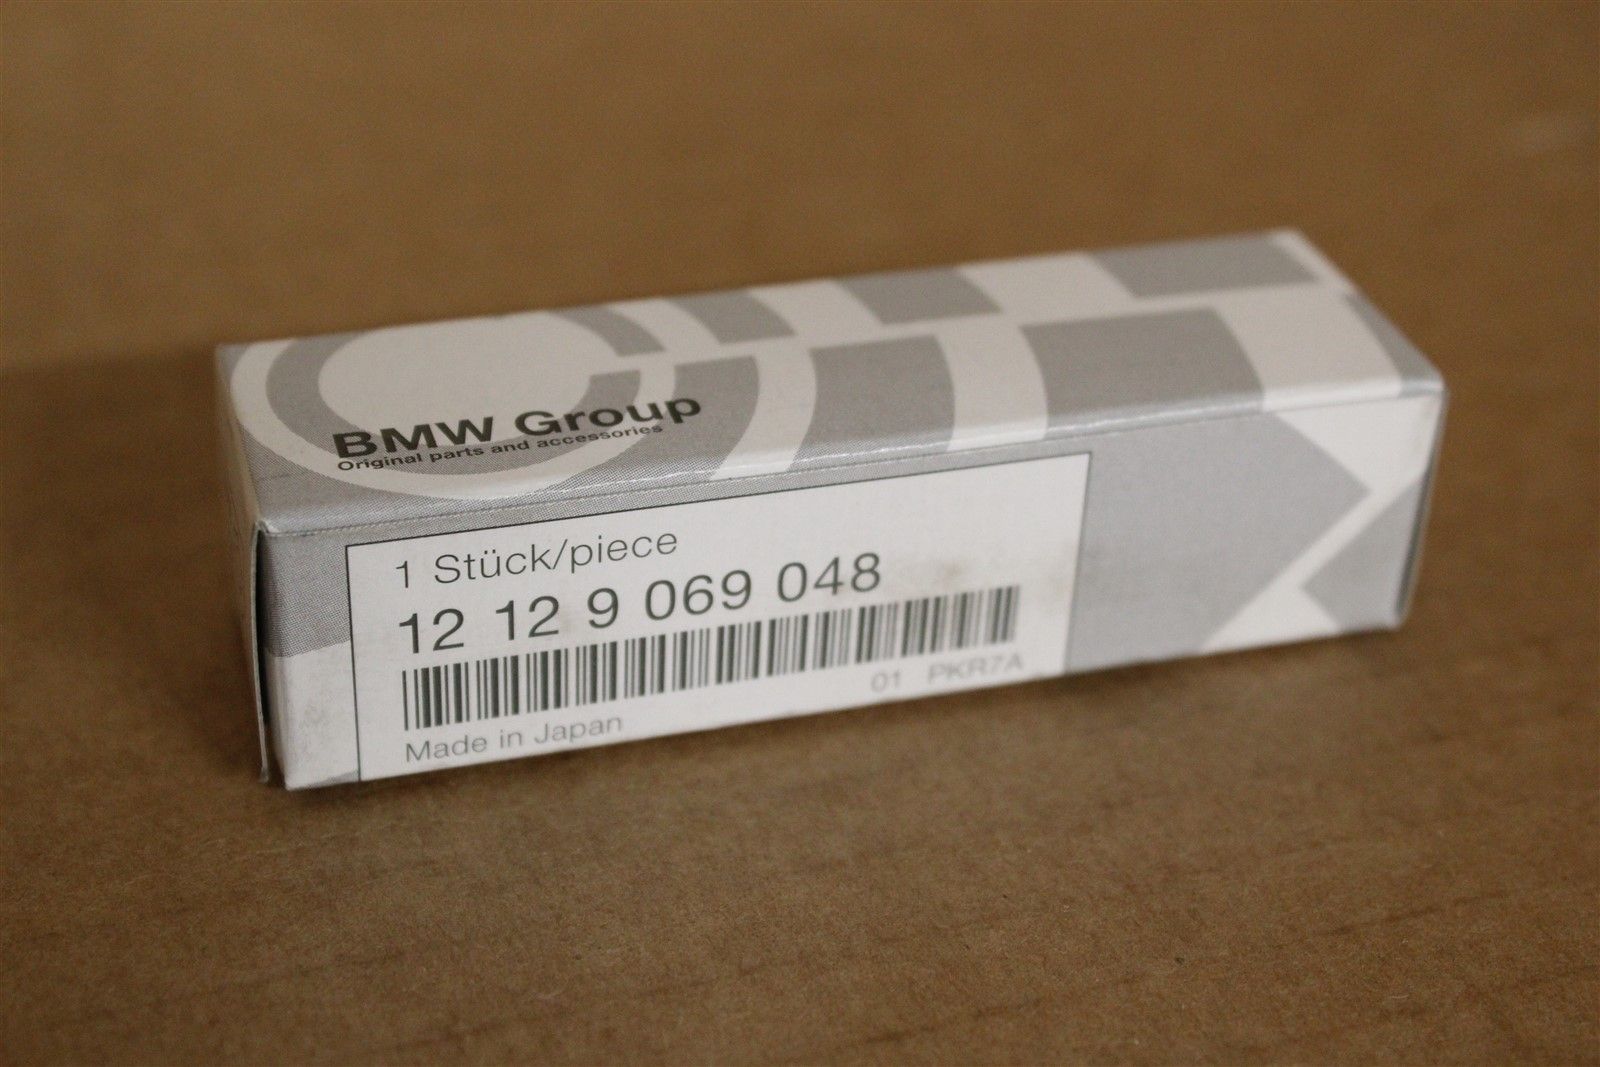 BMW Group
Original parts and accessories
1 Stück/piece
12 12 9 069 048
01 PKR7A
Made in Japan